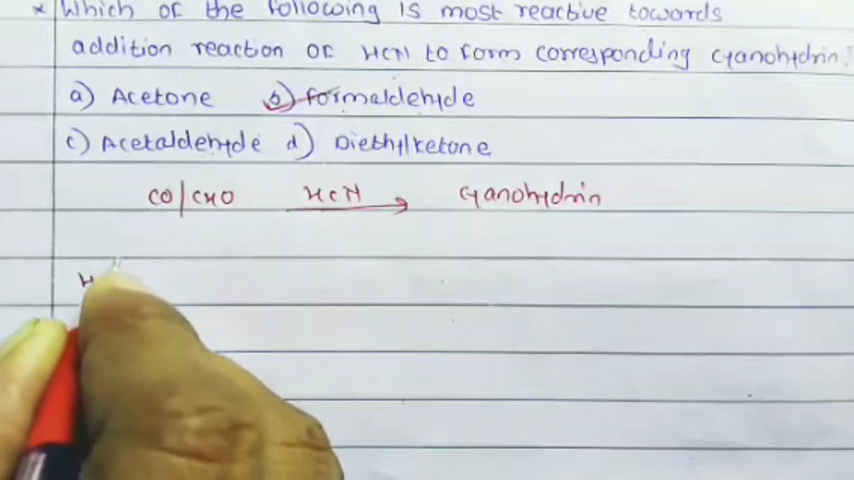 * Which of the following is most reactive towards
addition reaction of HCN to form corresponding cyanohydrin?
a) Acetone b) formaldehyde
c) Acetaldehyde d) Diethylketone
CO/CHO HCN → cyanohydrin
H